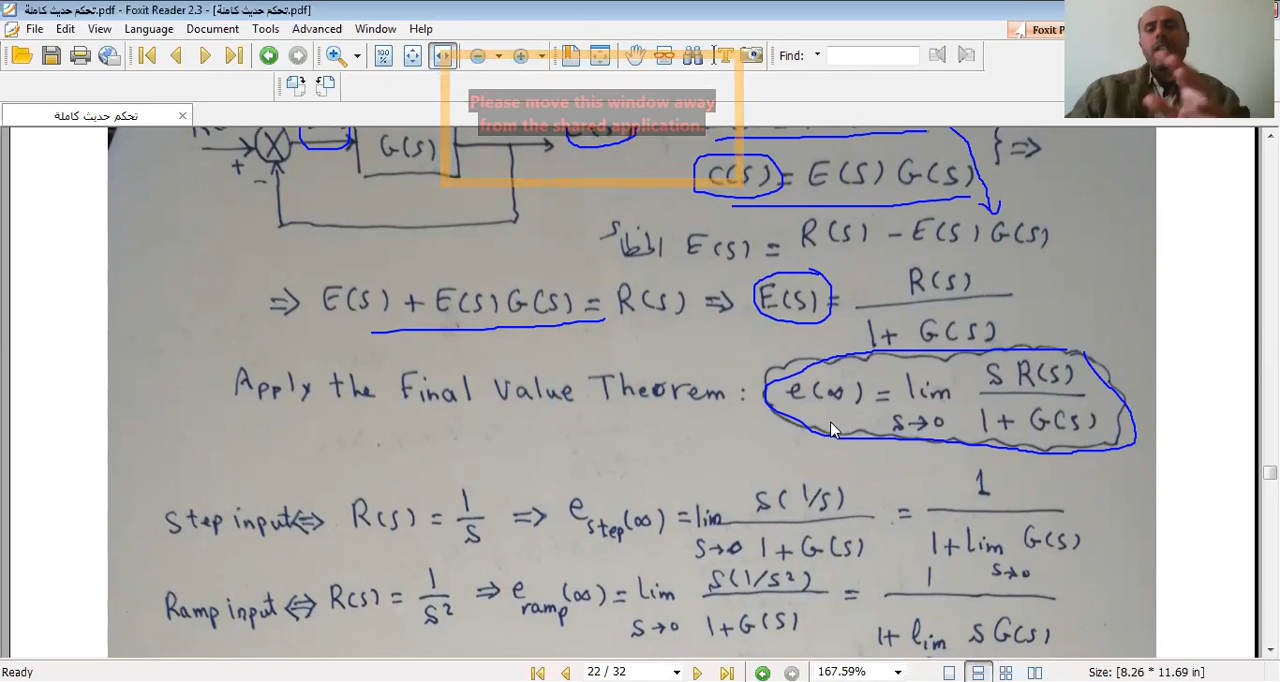 تحكم حديث كاملة.pdf - Foxit Reader 2.3 - [تحكم حديث كاملة.pdf]
File Edit View Language Document Tools Advanced Window Help
Foxit P
Find:
Please move this window away
from the shared application.
تحكم حديث كاملة
+ G(S)
-
C(S) = E(S) G(S) } =>
الخطأ E(S) = R(S) - E(S) G(S)
=> E(S) + E(S) G(S) = R(S) => E(S) = R(S) / 1 + G(S)
Apply the Final Value Theorem: e(∞) = lim S→0 S R(S) / 1 + G(S)
Step input <=> R(S) = 1/S => e step(∞) = lim S→0 S(1/S) / 1 + G(S) = 1 / 1 + lim S→0 G(S)
Ramp input <=> R(S) = 1/S² => e ramp(∞) = lim S→0 S(1/S²) / 1 + G(S) = 1 / 1 + lim S G(S)
Ready 22 / 32 167.59% Size: [8.26 * 11.69 in]